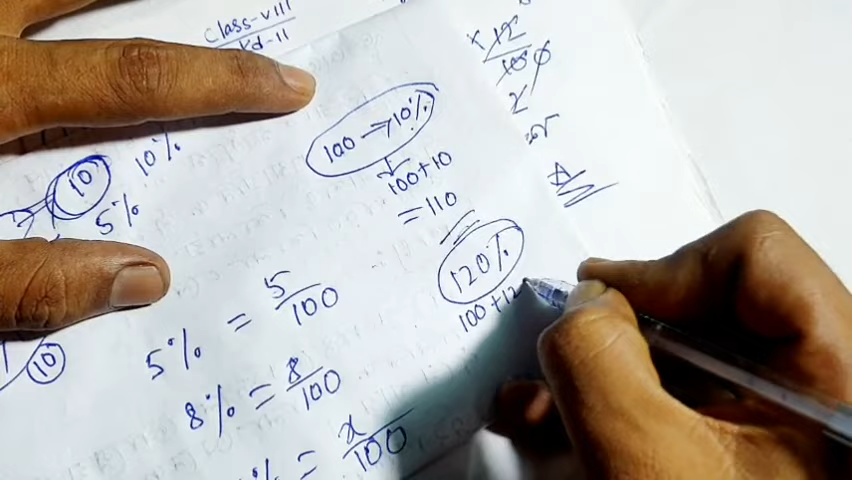 Class-VIII
kd-II
10 10%
5%
100 → 10%
100+10
= 110
120%
100+12
5% = 5/100
8% = 8/100
% = x/100
10